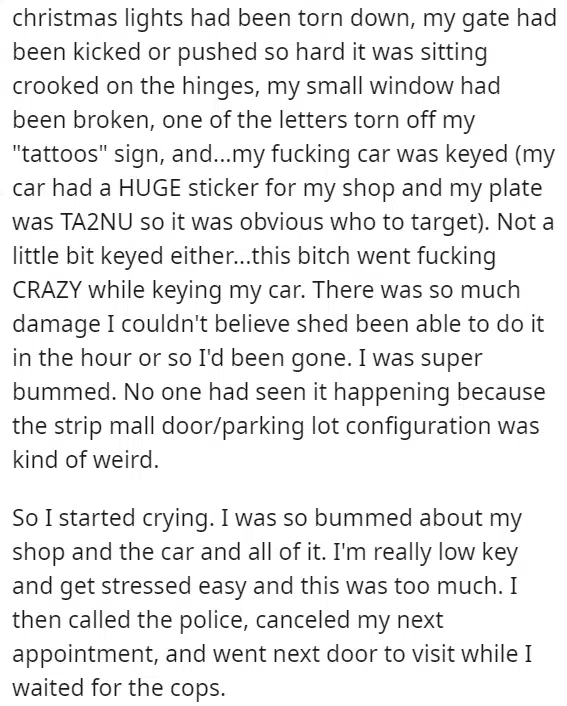 christmas lights had been torn down, my gate had
been kicked or pushed so hard it was sitting
crooked on the hinges, my small window had
been broken, one of the letters torn off my
"tattoos" sign, and...my fucking car was keyed (my
car had a HUGE sticker for my shop and my plate
was TA2NU so it was obvious who to target). Not a
little bit keyed either...this bitch went fucking
CRAZY while keying my car. There was so much
damage I couldn't believe shed been able to do it
in the hour or so I'd been gone. I was super
bummed. No one had seen it happening because
the strip mall door/parking lot configuration was
kind of weird.
So I started crying. I was so bummed about my
shop and the car and all of it. I'm really low key
and get stressed easy and this was too much. I
then called the police, canceled my next
appointment, and went next door to visit while I
waited for the cops.